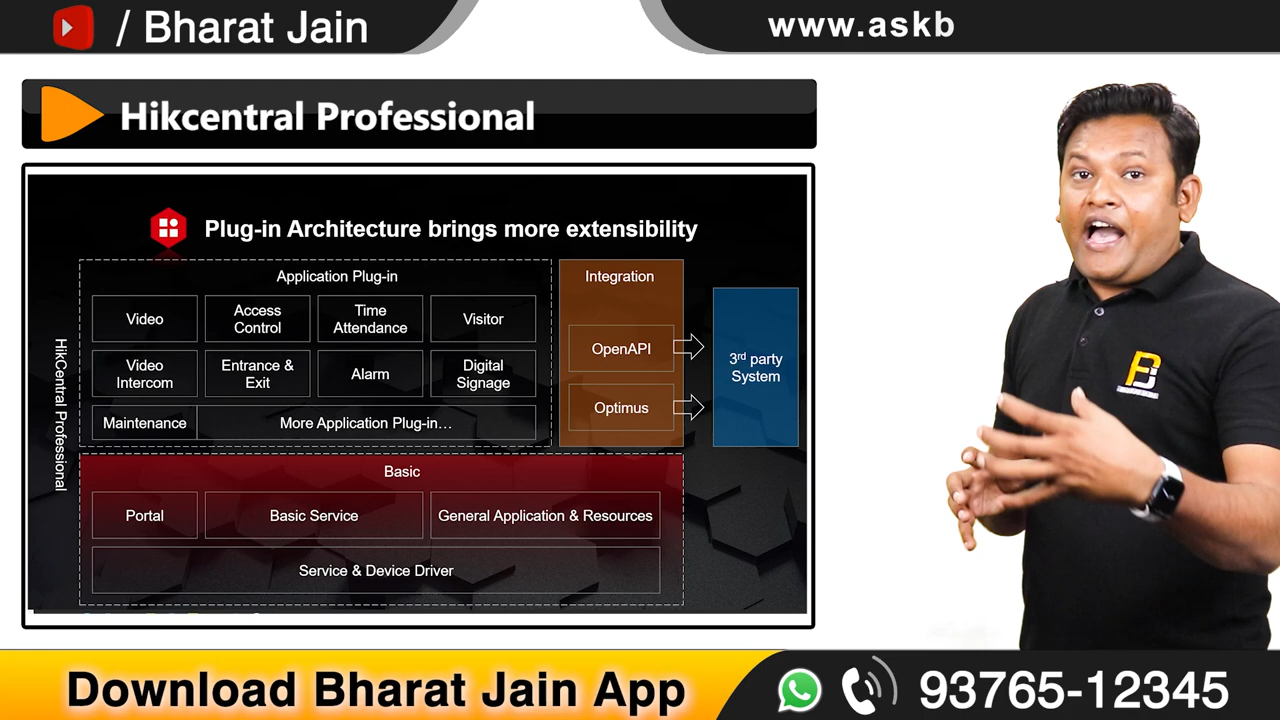 / Bharat Jain
www.askb
Hikcentral Professional
Plug-in Architecture brings more extensibility
HikCentral Professional
Application Plug-in
Video
Access
Control
Time
Attendance
Visitor
Video
Intercom
Entrance &
Exit
Alarm
Digital
Signage
Maintenance
More Application Plug-in...
Integration
OpenAPI
Optimus
3rd party
System
Basic
Portal
Basic Service
General Application & Resources
Service & Device Driver
Download Bharat Jain App
93765-12345